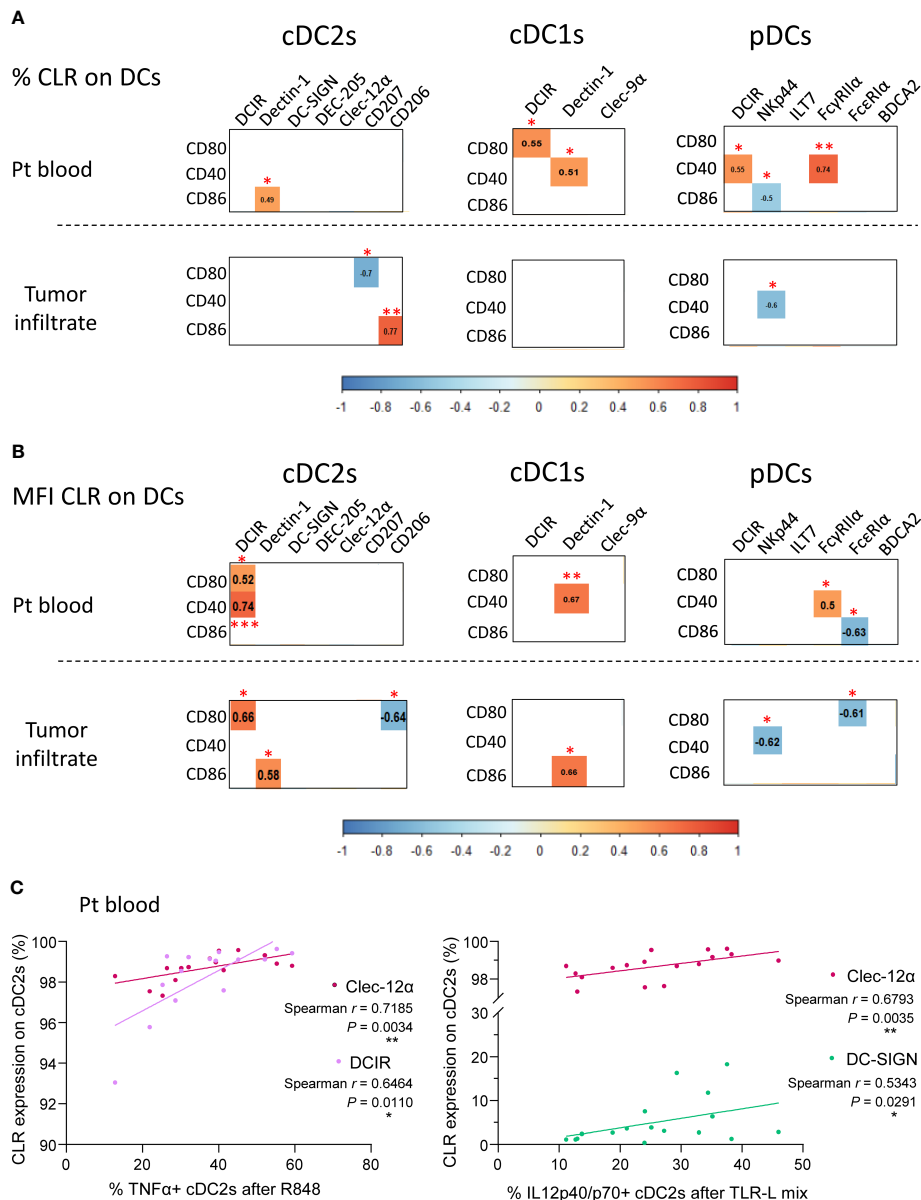 A
cDC2s cDC1s pDCs
% CLR on DCs
DCIR Dectin-1 DC-SIGN DEC-205 Clec-12α CD207 CD206
DCIR Dectin-1 Clec-9α
DCIR NKp44 ILT7 FcγRIIα FcεRIα BDCA2
Pt blood
CD80 CD80 * 0.55 CD80
CD40 CD40 * 0.51 CD40 * 0.55 ** 0.74
CD86 * 0.49 CD86 CD86 * -0.5
Tumor infiltrate
CD80 * -0.7 CD80 CD80
CD40 CD40 CD40 * -0.6
CD86 ** 0.77 CD86 CD86
-1 -0.8 -0.6 -0.4 -0.2 0 0.2 0.4 0.6 0.8 1
B
cDC2s cDC1s pDCs
MFI CLR on DCs
DCIR Dectin-1 DC-SIGN DEC-205 Clec-12α CD207 CD206
DCIR Dectin-1 Clec-9α
DCIR NKp44 ILT7 FcγRIIα FcεRIα BDCA2
Pt blood
CD80 * 0.52 CD80 CD80
CD40 0.74 CD40 ** 0.67 CD40 * 0.5
CD86 *** CD86 CD86 * -0.63
Tumor infiltrate
CD80 * 0.66 * -0.64 CD80 CD80 * -0.61
CD40 CD40 CD40 * -0.62
CD86 * 0.58 CD86 * 0.66 CD86
-1 -0.8 -0.6 -0.4 -0.2 0 0.2 0.4 0.6 0.8 1
C
Pt blood
CLR expression on cDC2s (%)
100
98
96
94
92
90
0 20 40 60 80
% TNFα+ cDC2s after R848
Clec-12α
Spearman r = 0.7185
P = 0.0034
**
DCIR
Spearman r = 0.6464
P = 0.0110
*
CLR expression on cDC2s (%)
100
98
30
20
10
0
0 10 20 30 40 50
% IL12p40/p70+ cDC2s after TLR-L mix
Clec-12α
Spearman r = 0.6793
P = 0.0035
**
DC-SIGN
Spearman r = 0.5343
P = 0.0291
*